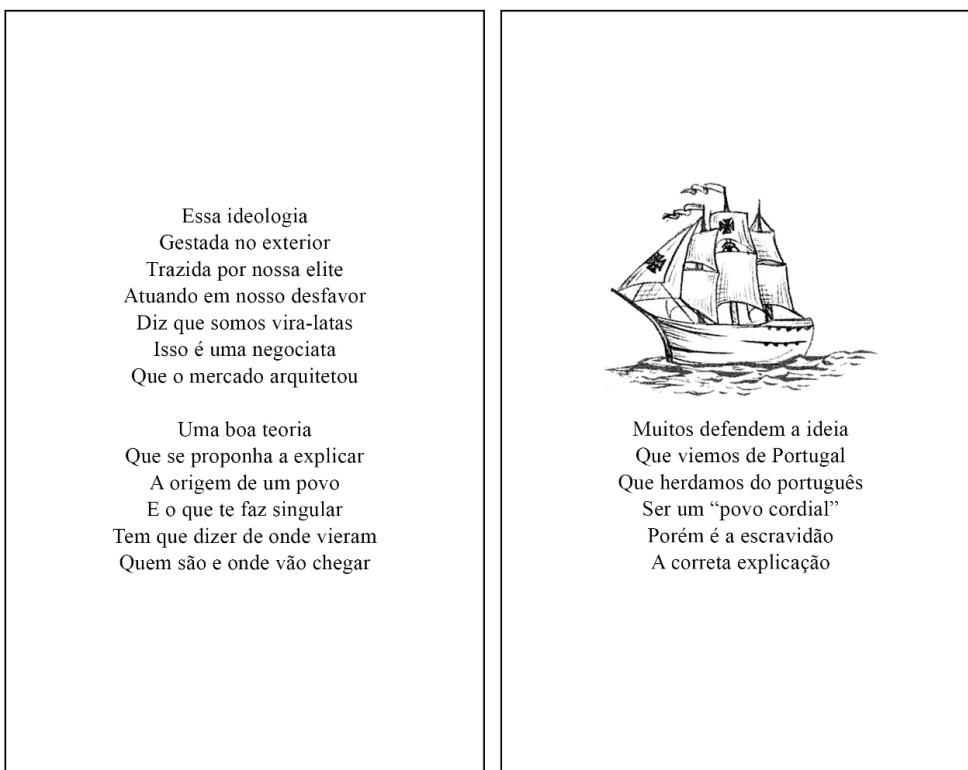 Essa ideologia
Gestada no exterior
Trazida por nossa elite
Atuando em nosso desfavor
Diz que somos vira-latas
Isso é uma negociata
Que o mercado arquitetou
Uma boa teoria
Que se proponha a explicar
A origem de um povo
E o que te faz singular
Tem que dizer de onde vieram
Quem são e onde vão chegar
Muitos defendem a ideia
Que viemos de Portugal
Que herdamos do português
Ser um “povo cordial”
Porém é a escravidão
A correta explicação